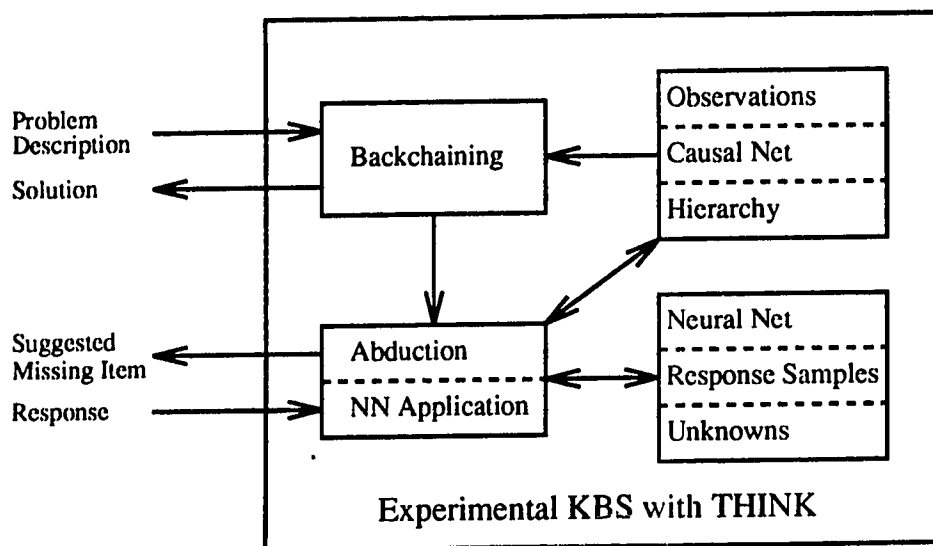 Problem
Description
Solution
Backchaining
Observations
Causal Net
Hierarchy
Suggested
Missing Item
Response
Abduction
NN Application
Neural Net
Response Samples
Unknowns
Experimental KBS with THINK